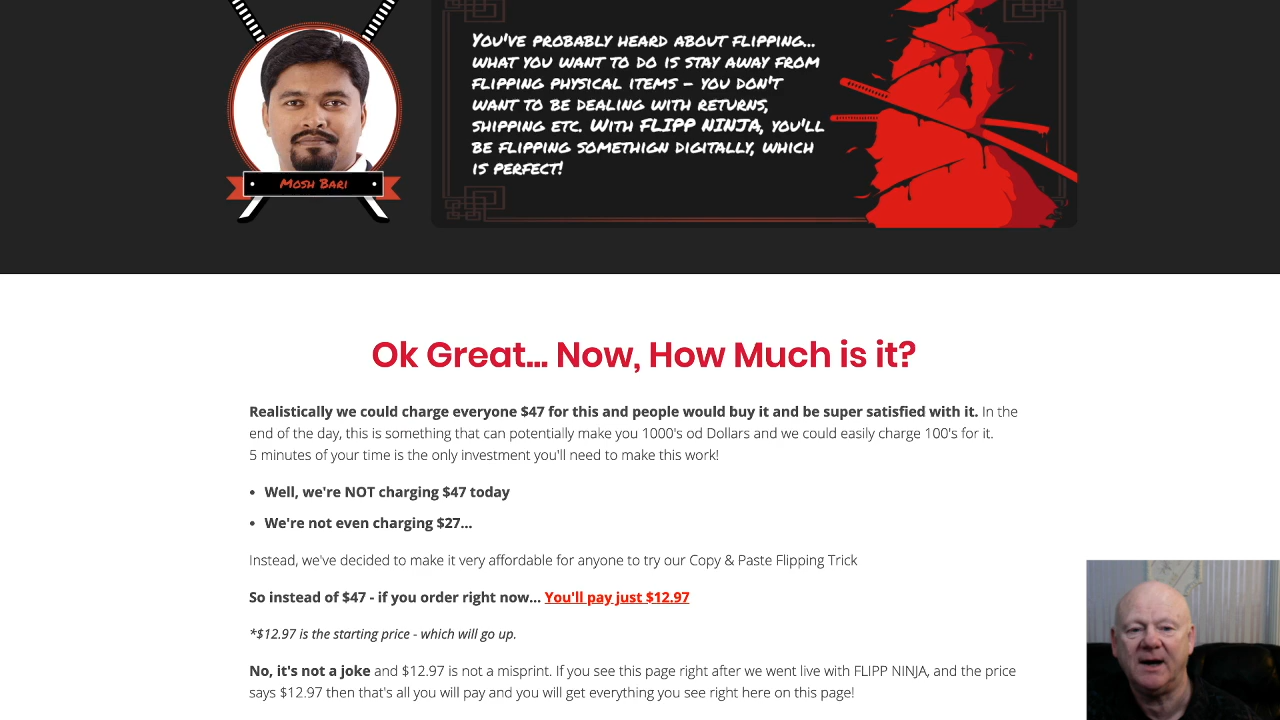 YOU'VE PROBABLY HEARD ABOUT FLIPPING...
WHAT YOU WANT TO DO IS STAY AWAY FROM
FLIPPING PHYSICAL ITEMS – YOU DON'T
WANT TO BE DEALING WITH RETURNS,
SHIPPING ETC. WITH FLIPP NINJA, YOU'LL
BE FLIPPING SOMETHIGN DIGITALLY, WHICH
IS PERFECT!
MOSH BARI
Ok Great... Now, How Much is it?
Realistically we could charge everyone $47 for this and people would buy it and be super satisfied with it. In the
end of the day, this is something that can potentially make you 1000's od Dollars and we could easily charge 100's for it.
5 minutes of your time is the only investment you'll need to make this work!
• Well, we're NOT charging $47 today
• We're not even charging $27...
Instead, we've decided to make it very affordable for anyone to try our Copy & Paste Flipping Trick
So instead of $47 - if you order right now... You'll pay just $12.97
*$12.97 is the starting price - which will go up.
No, it's not a joke and $12.97 is not a misprint. If you see this page right after we went live with FLIPP NINJA, and the price
says $12.97 then that's all you will pay and you will get everything you see right here on this page!